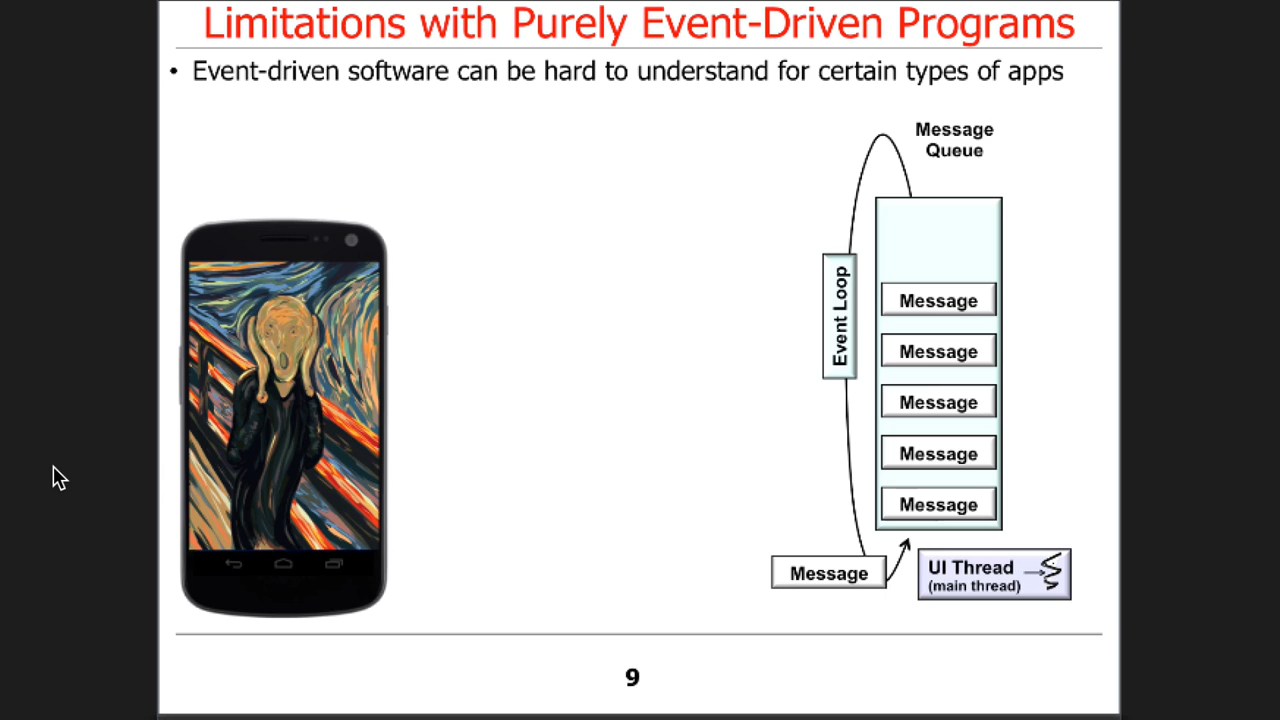 Limitations with Purely Event-Driven Programs
• Event-driven software can be hard to understand for certain types of apps
Message
Queue
Event Loop
Message
Message
Message
Message
Message
Message
UI Thread
(main thread)
9